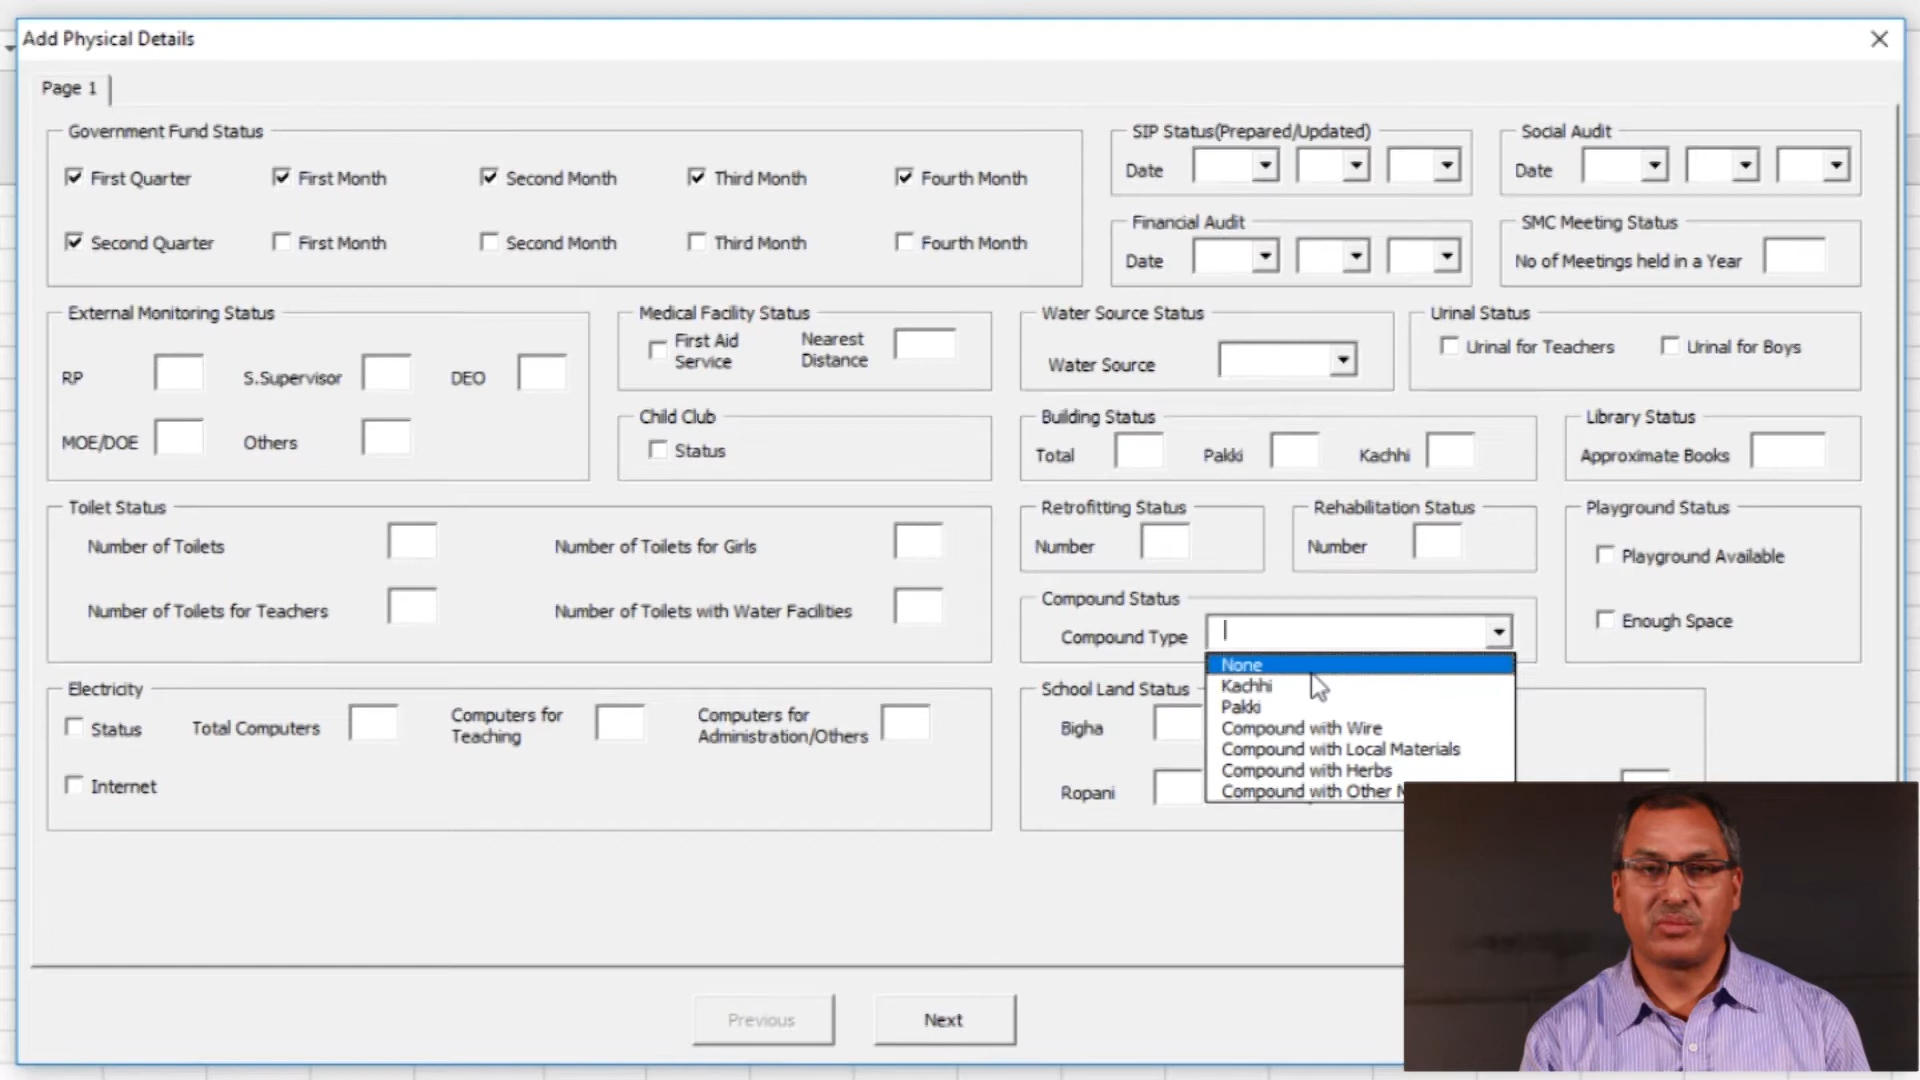 Add Physical Details
Page 1
Government Fund Status
First Quarter First Month Second Month Third Month Fourth Month
Second Quarter First Month Second Month Third Month Fourth Month
SIP Status(Prepared/Updated)
Date
Social Audit
Date
Financial Audit
Date
SMC Meeting Status
No of Meetings held in a Year
External Monitoring Status
RP S.Supervisor DEO
MOE/DOE Others
Medical Facility Status
First Aid
Service
Nearest
Distance
Child Club
Status
Water Source Status
Water Source
Urinal Status
Urinal for Teachers Urinal for Boys
Building Status
Total Pakki Kachhi
Library Status
Approximate Books
Toilet Status
Number of Toilets Number of Toilets for Girls
Number of Toilets for Teachers Number of Toilets with Water Facilities
Retrofitting Status
Number
Rehabilitation Status
Number
Playground Status
Playground Available
Enough Space
Compound Status
Compound Type
None
Kachhi
Pakki
Compound with Wire
Compound with Local Materials
Compound with Herbs
Compound with Other
Electricity
Status Total Computers
Computers for
Teaching
Computers for
Administration/Others
Internet
School Land Status
Bigha
Ropani
Previous Next